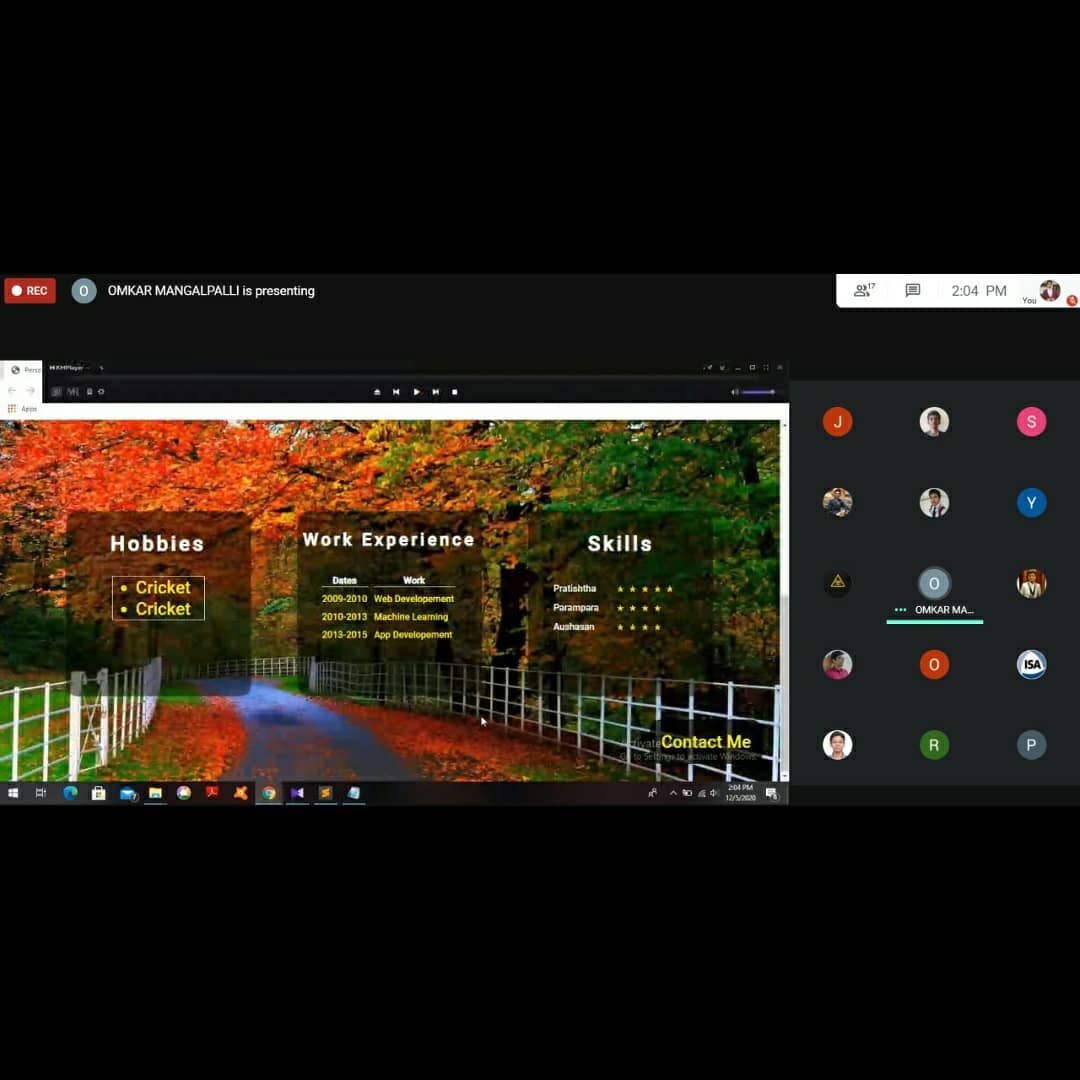 REC
O
OMKAR MANGALPALLI is presenting
17
2:04 PM
You
Perso
KMPlayer
Apps
Hobbies
• Cricket
• Cricket
Work Experience
Dates Work
2009-2010 Web Developement
2010-2013 Machine Learning
2013-2015 App Developement
Skills
Pratishtha ★ ★ ★ ★ ★
Parampara ★ ★ ★ ★
Aushasan ★ ★ ★ ★
Contact Me
Activate
Go to Settings to activate Windows.
2:04 PM
12/5/2020
J
S
Y
O
OMKAR MA...
O
ISA
R
P